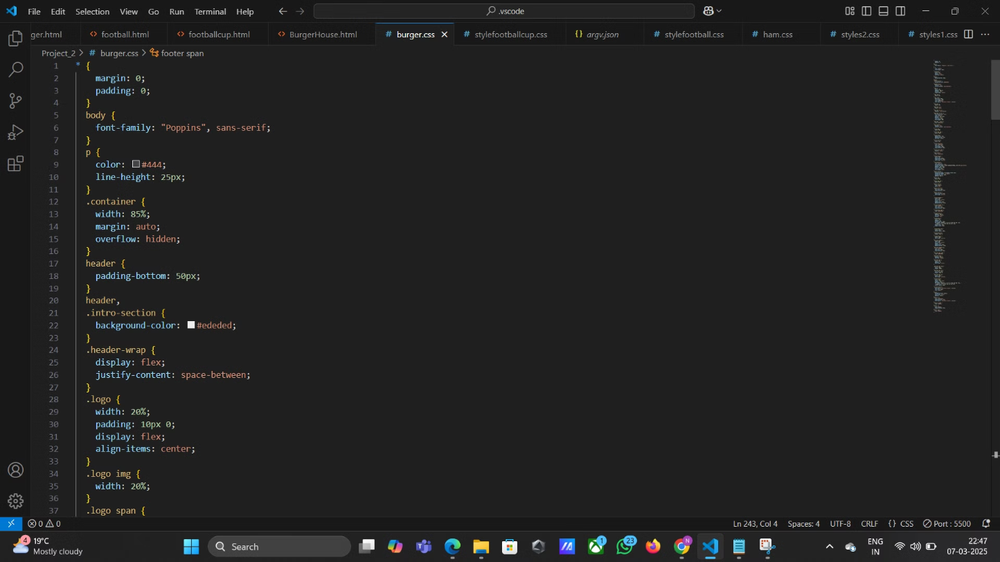 File Edit Selection View Go Run Terminal Help .vscode
ger.html football.html footballcup.html BurgerHouse.html # burger.css # stylefootballcup.css {} argv.json # stylefootball.css # ham.css # styles2.css # styles1.css
Project_2 > # burger.css > footer span
1 * {
2 margin: 0;
3 padding: 0;
4 }
5 body {
6 font-family: "Poppins", sans-serif;
7 }
8 p {
9 color: #444;
10 line-height: 25px;
11 }
12 .container {
13 width: 85%;
14 margin: auto;
15 overflow: hidden;
16 }
17 header {
18 padding-bottom: 50px;
19 }
20 header,
21 .intro-section {
22 background-color: #ededed;
23 }
24 .header-wrap {
25 display: flex;
26 justify-content: space-between;
27 }
28 .logo {
29 width: 20%;
30 padding: 10px 0;
31 display: flex;
32 align-items: center;
33 }
34 .logo img {
35 width: 20%;
36 }
37 .logo span {
0 0 Ln 243, Col 4 Spaces: 4 UTF-8 CRLF {} CSS Port : 5500
4 19°C Mostly cloudy Search 1 23 N ENG IN 22:47 07-03-2025